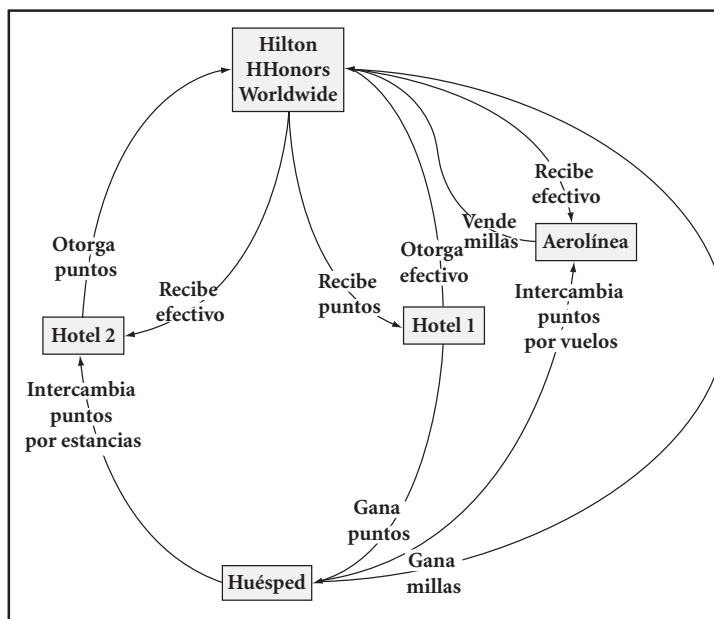 Hilton
HHonors
Worldwide
Recibe
efectivo
Vende
millas
Aerolínea
Otorga
puntos
Otorga
efectivo
Recibe
efectivo
Recibe
puntos
Intercambia
puntos
por vuelos
Hotel 2
Hotel 1
Intercambia
puntos
por estancias
Gana
puntos
Gana
millas
Huésped